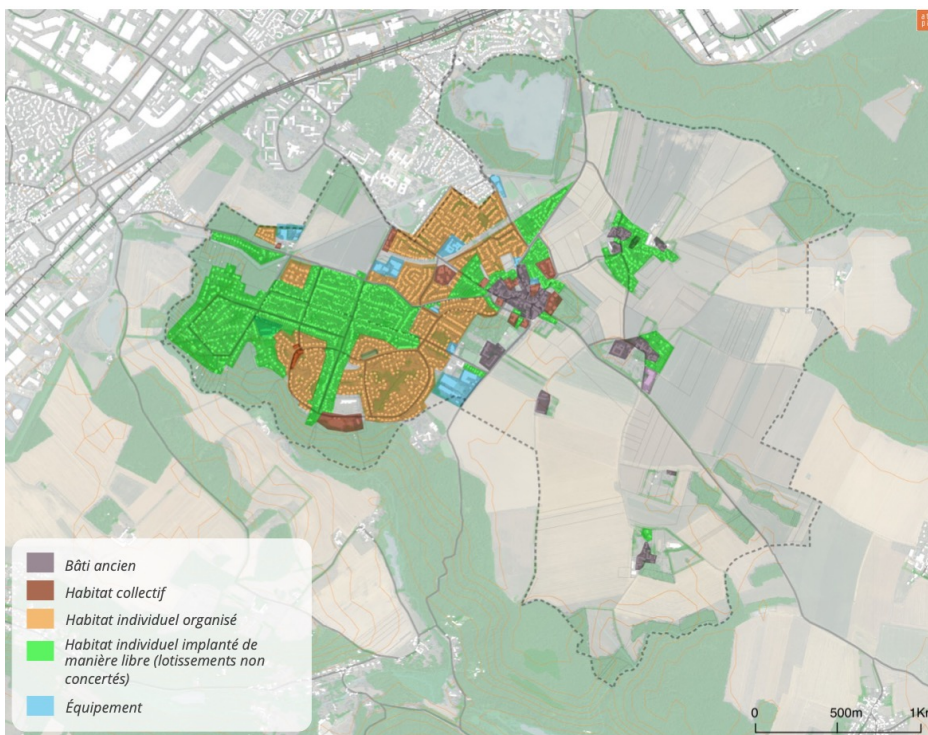 Bâti ancien
Habitat collectif
Habitat individuel organisé
Habitat individuel implanté de
manière libre (lotissements non
concertés)
Équipement
0 500m 1K